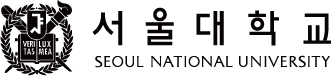 VERI LUX
TAS MEA
서울대학교
SEOUL NATIONAL UNIVERSITY